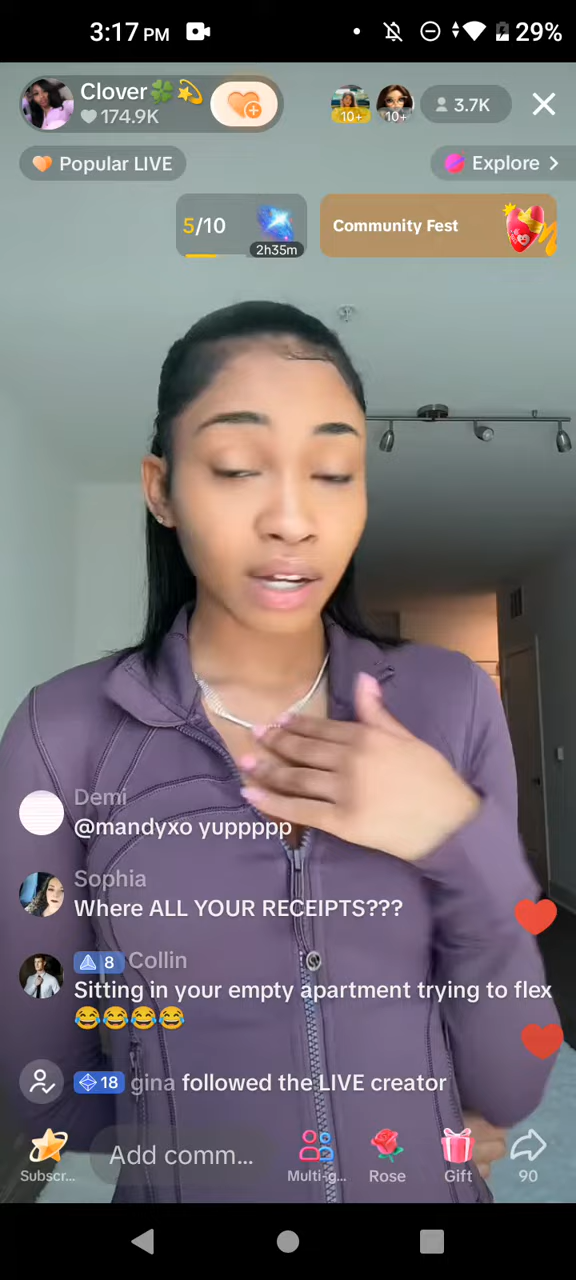 3:17 PM
29%
Clover🍀💫
174.9K
10+
10+
3.7K
Popular LIVE
Explore >
5/10
2h35m
Community Fest
Demi
@mandyxo yuppppp
Sophia
Where ALL YOUR RECEIPTS???
8 Collin
Sitting in your empty apartment trying to flex
😂😂😂😂
18 gina followed the LIVE creator
Add comm...
Subscr...
Multi-g...
Rose
Gift
90